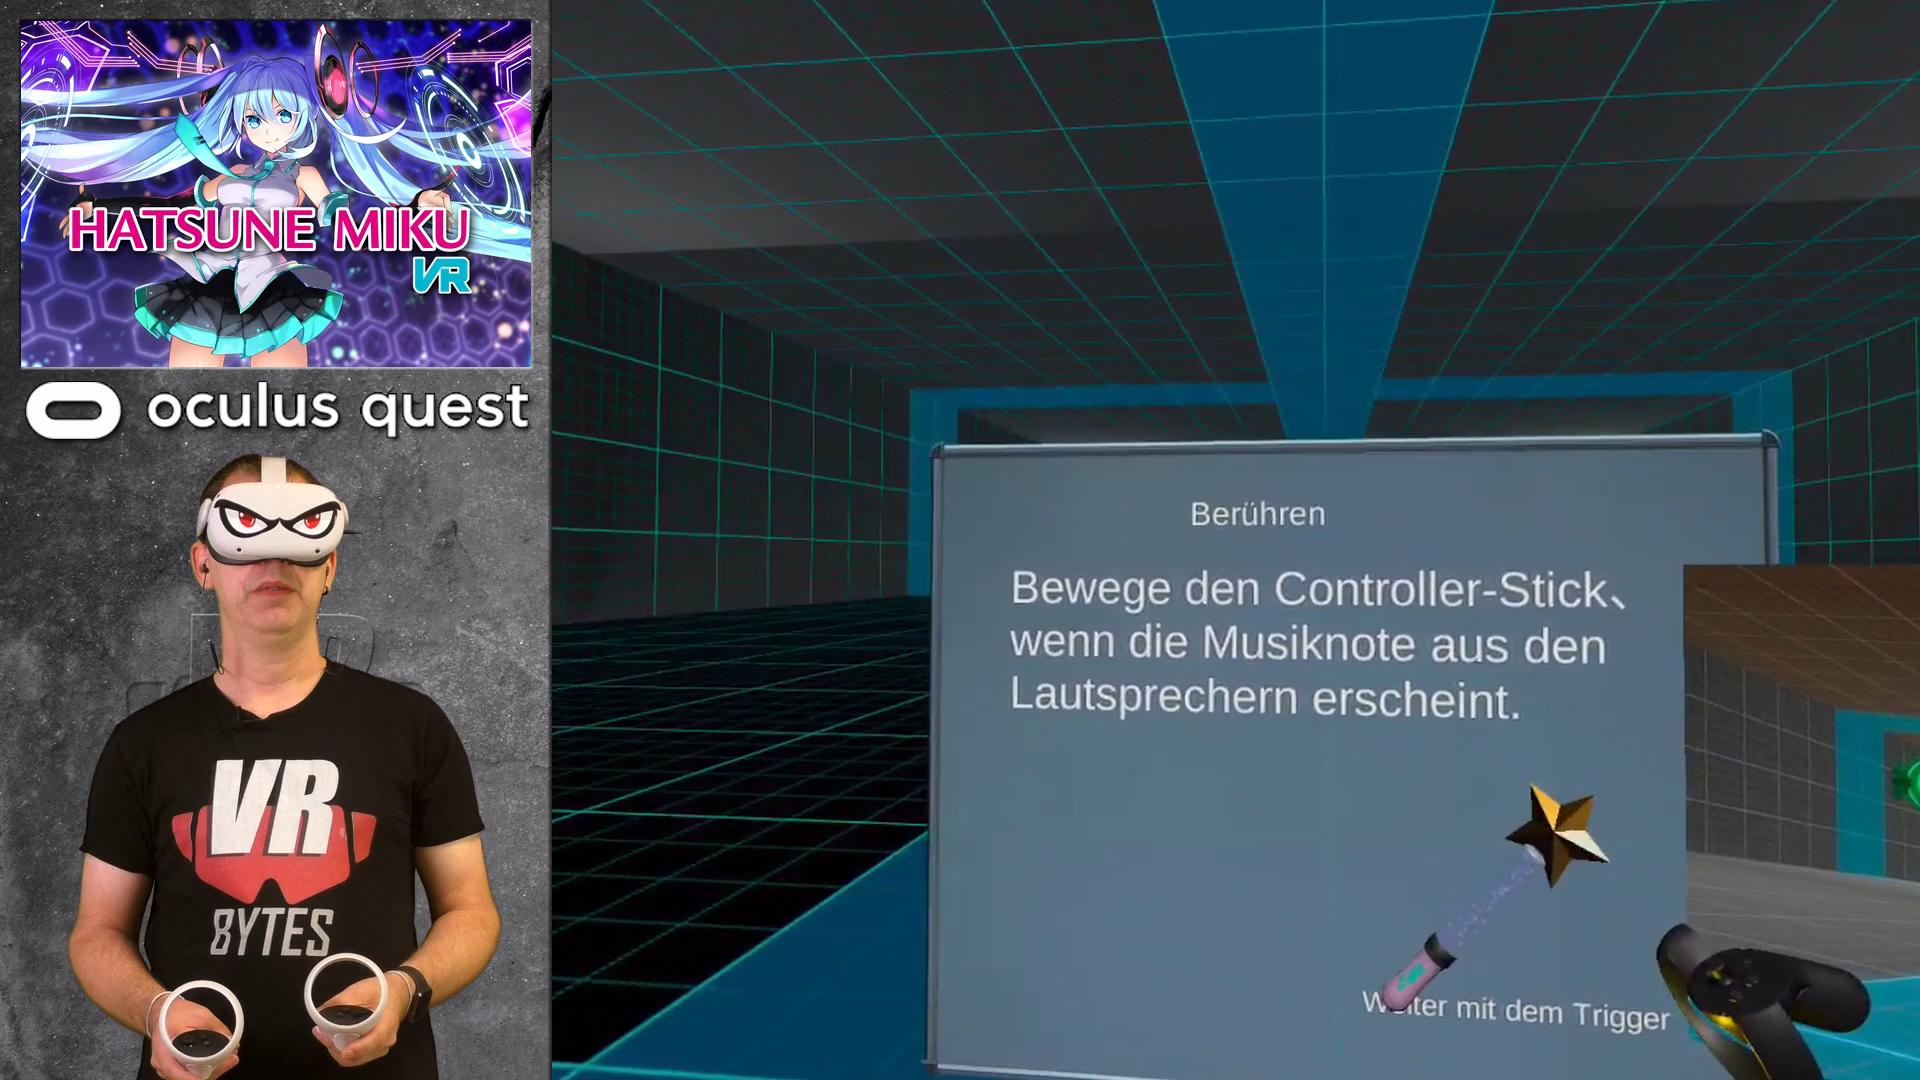 HATSUNE MIKU
VR
oculus quest
VR
BYTES
Berühren
Bewege den Controller-Stick、
wenn die Musiknote aus den
Lautsprechern erscheint.
Weiter mit dem Trigger